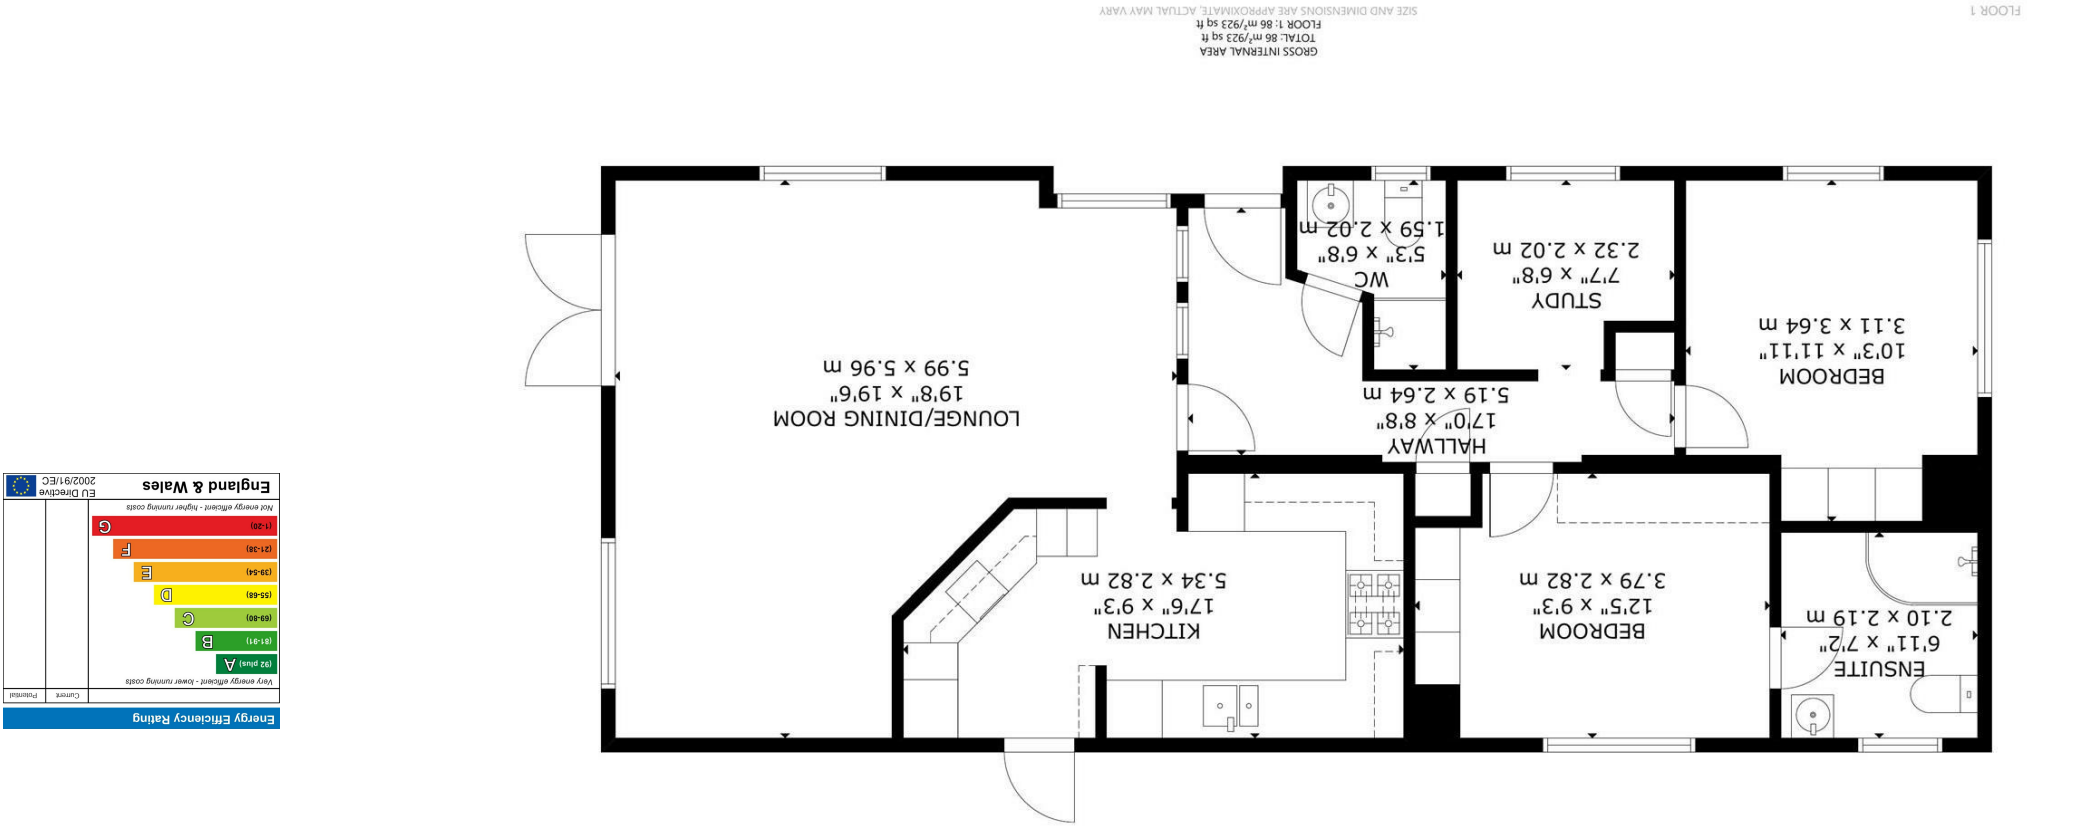 Energy Efficiency Rating
Current
Potential
Very energy efficient - lower running costs
(92 plus) A
(81-91) B
(69-80) C
(55-68) D
(39-54) E
(21-38) F
(1-20) G
Not energy efficient - higher running costs
England & Wales
EU Directive
2002/91/EC
ENSUITE
6'11" x 7'2"
2.10 x 2.19 m
BEDROOM
12'5" x 9'3"
3.79 x 2.82 m
KITCHEN
17'6" x 9'3"
5.34 x 2.82 m
HALLWAY
17'0" x 8'8"
5.19 x 2.64 m
LOUNGE/DINING ROOM
19'8" x 19'6"
5.99 x 5.96 m
BEDROOM
10'3" x 11'11"
3.11 x 3.64 m
STUDY
7'7" x 6'8"
2.32 x 2.02 m
WC
5'3" x 6'8"
1.59 x 2.02 m
GROSS INTERNAL AREA
TOTAL: 86 m²/923 sq ft
FLOOR 1: 86 m²/923 sq ft
SIZE AND DIMENSIONS ARE APPROXIMATE, ACTUAL MAY VARY
FLOOR 1